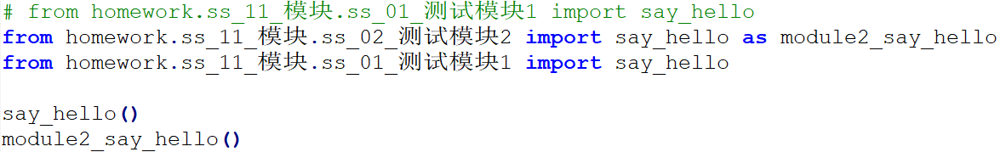 # from homework.ss_11_模块.ss_01_测试模块1 import say_hello
from homework.ss_11_模块.ss_02_测试模块2 import say_hello as module2_say_hello
from homework.ss_11_模块.ss_01_测试模块1 import say_hello
say_hello()
module2_say_hello()